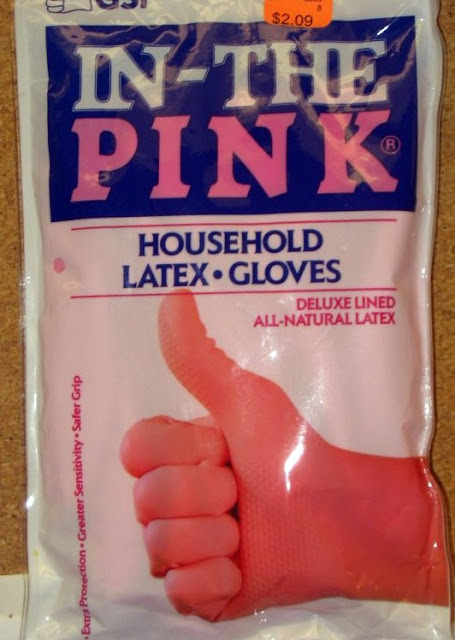 8
$2.09
IN-THE
PINK®
HOUSEHOLD
LATEX • GLOVES
DELUXE LINED
ALL-NATURAL LATEX
• Extra Protection • Greater Sensitivity • Safer Grip